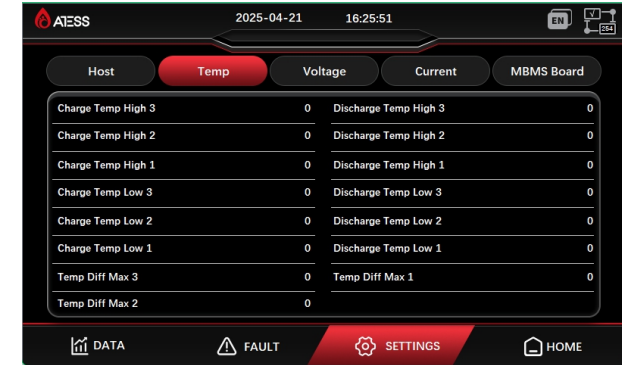 ATESS 2025-04-21 16:25:51 EN √ 254
Host Temp Voltage Current MBMS Board
Charge Temp High 3 0 Discharge Temp High 3 0
Charge Temp High 2 0 Discharge Temp High 2 0
Charge Temp High 1 0 Discharge Temp High 1 0
Charge Temp Low 3 0 Discharge Temp Low 3 0
Charge Temp Low 2 0 Discharge Temp Low 2 0
Charge Temp Low 1 0 Discharge Temp Low 1 0
Temp Diff Max 3 0 Temp Diff Max 1 0
Temp Diff Max 2 0
DATA FAULT SETTINGS HOME